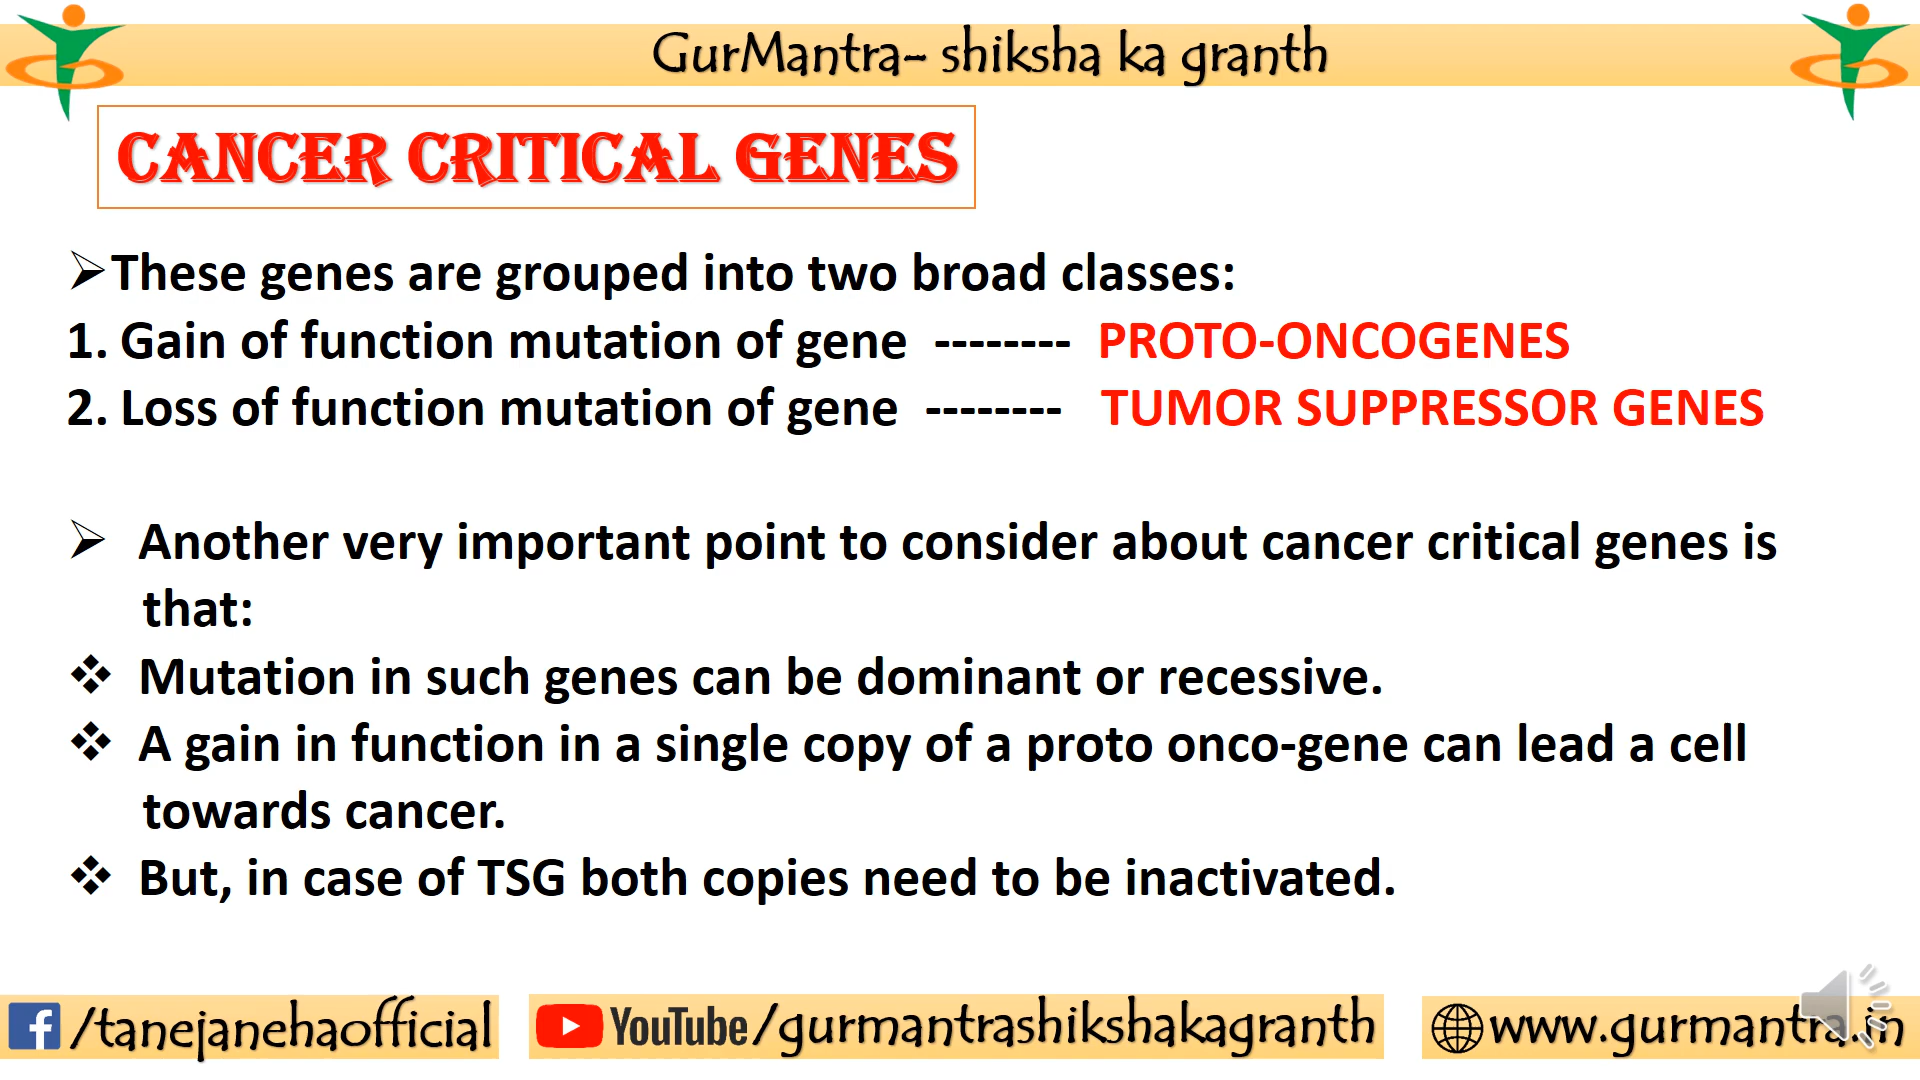 GurMantra- shiksha ka granth
CANCER CRITICAL GENES
➢These genes are grouped into two broad classes:
1. Gain of function mutation of gene -------- PROTO-ONCOGENES
2. Loss of function mutation of gene -------- TUMOR SUPPRESSOR GENES
➢ Another very important point to consider about cancer critical genes is
that:
❖ Mutation in such genes can be dominant or recessive.
❖ A gain in function in a single copy of a proto onco-gene can lead a cell
towards cancer.
❖ But, in case of TSG both copies need to be inactivated.
f /tanejanehaofficial
YouTube/gurmantrashikshakagranth
www.gurmantra.in